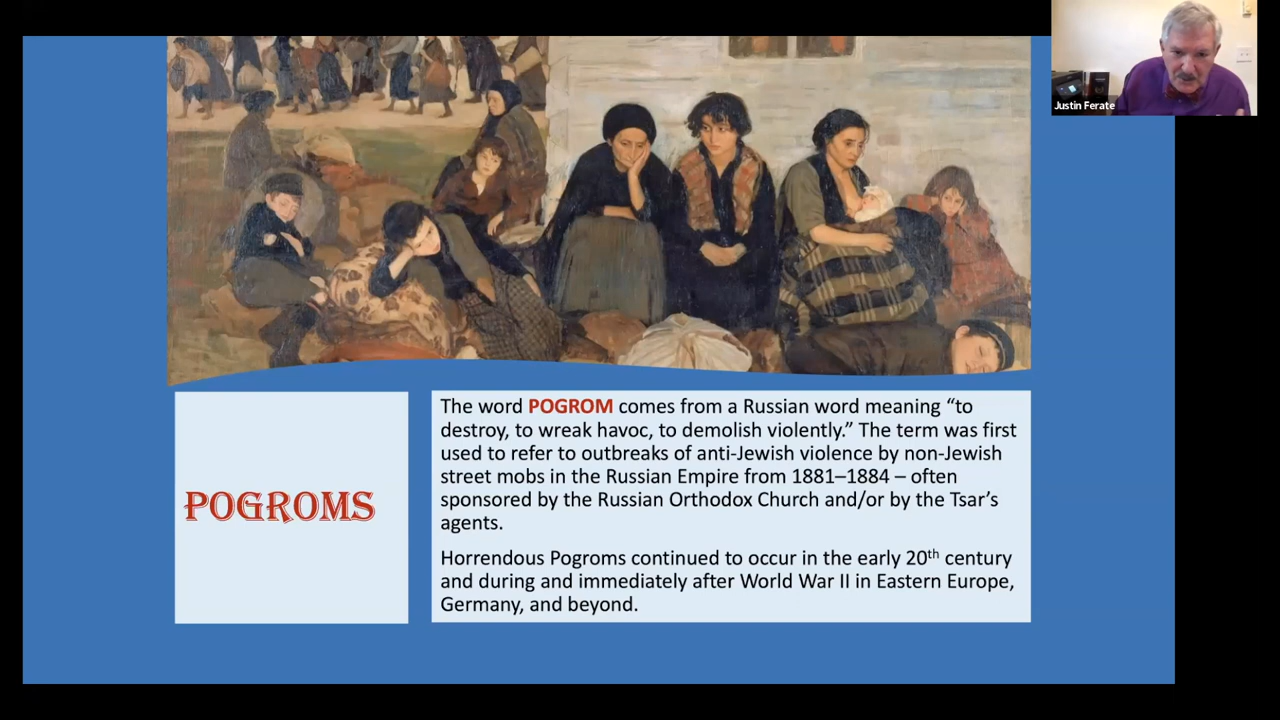 Justin Ferate
POGROMS
The word POGROM comes from a Russian word meaning “to
destroy, to wreak havoc, to demolish violently.” The term was first
used to refer to outbreaks of anti-Jewish violence by non-Jewish
street mobs in the Russian Empire from 1881–1884 – often
sponsored by the Russian Orthodox Church and/or by the Tsar’s
agents.
Horrendous Pogroms continued to occur in the early 20th century
and during and immediately after World War II in Eastern Europe,
Germany, and beyond.